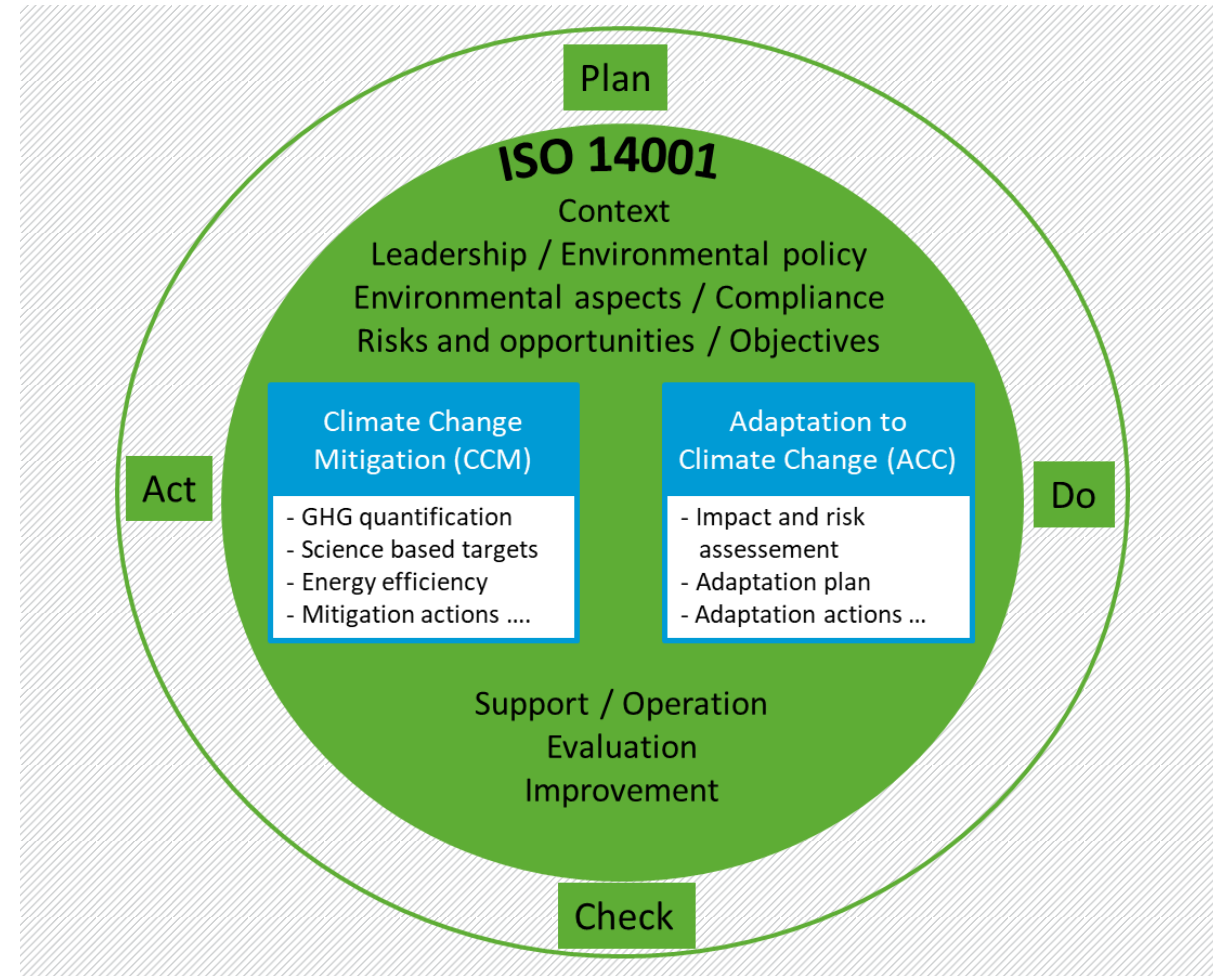 Plan
ISO 14001
Context
Leadership / Environmental policy
Environmental aspects / Compliance
Risks and opportunities / Objectives
Climate Change
Mitigation (CCM)
- GHG quantification
- Science based targets
- Energy efficiency
- Mitigation actions ....
Adaptation to
Climate Change (ACC)
- Impact and risk
assessement
- Adaptation plan
- Adaptation actions ...
Act
Do
Support / Operation
Evaluation
Improvement
Check